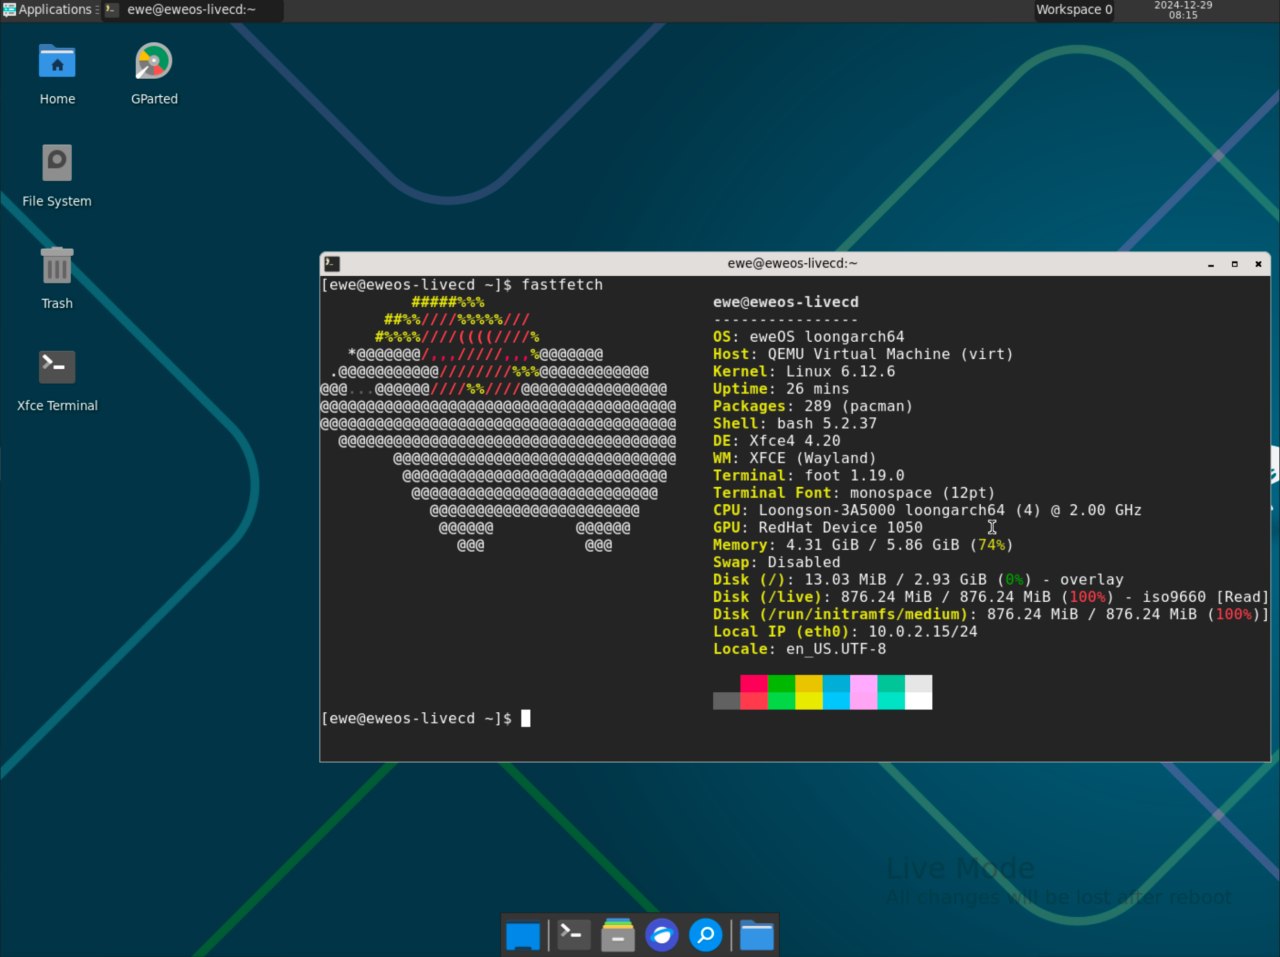 Applications
ewe@eweos-livecd:~
Workspace 0
2024-12-29
08:15
Home
GParted
File System
Trash
Xfce Terminal
ewe@eweos-livecd:~
[ewe@eweos-livecd ~]$ fastfetch
#####%%%
##%%////%%%%%///
#%%%%////((((////%
*@@@@@@@/,,,/////,,,%@@@@@@@
.@@@@@@@@@@@////////%%%@@@@@@@@@@@@
@@@...@@@@@@////%%////@@@@@@@@@@@@@@@@
@@@@@@@@@@@@@@@@@@@@@@@@@@@@@@@@@@@@@@@
@@@@@@@@@@@@@@@@@@@@@@@@@@@@@@@@@@@@@@@
@@@@@@@@@@@@@@@@@@@@@@@@@@@@@@@@@@@@@
@@@@@@@@@@@@@@@@@@@@@@@@@@@@@@@
@@@@@@@@@@@@@@@@@@@@@@@@@@@@@
@@@@@@@@@@@@@@@@@@@@@@@@@@@
@@@@@@@@@@@@@@@@@@@@@@@
@@@@@@         @@@@@@
@@@           @@@
ewe@eweos-livecd
----------------
OS: eweOS loongarch64
Host: QEMU Virtual Machine (virt)
Kernel: Linux 6.12.6
Uptime: 26 mins
Packages: 289 (pacman)
Shell: bash 5.2.37
DE: Xfce4 4.20
WM: XFCE (Wayland)
Terminal: foot 1.19.0
Terminal Font: monospace (12pt)
CPU: Loongson-3A5000 loongarch64 (4) @ 2.00 GHz
GPU: RedHat Device 1050
Memory: 4.31 GiB / 5.86 GiB (74%)
Swap: Disabled
Disk (/): 13.03 MiB / 2.93 GiB (0%) - overlay
Disk (/live): 876.24 MiB / 876.24 MiB (100%) - iso9660 [Read]
Disk (/run/initramfs/medium): 876.24 MiB / 876.24 MiB (100%)]
Local IP (eth0): 10.0.2.15/24
Locale: en_US.UTF-8
[ewe@eweos-livecd ~]$
Live Mode
All changes will be lost after reboot